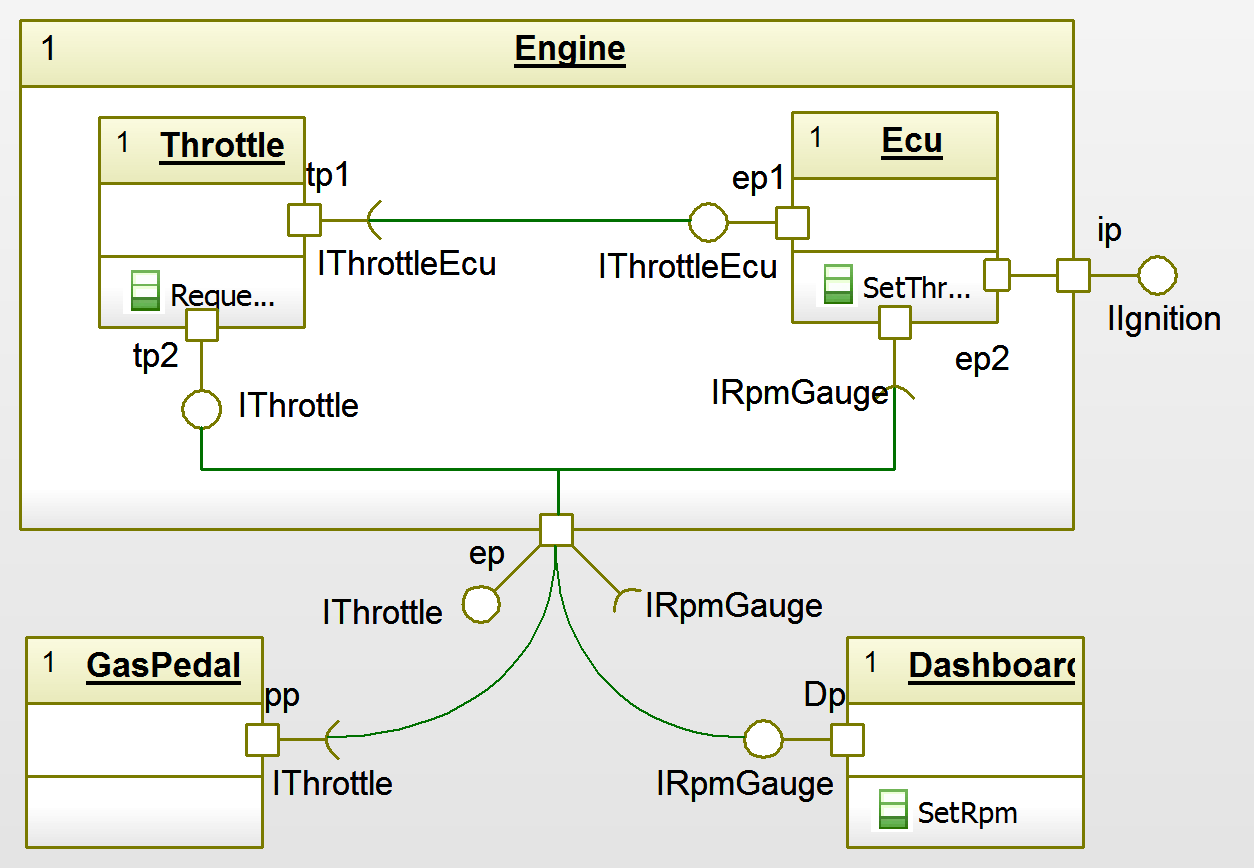 1 Engine
1 Throttle
1 Ecu
tp1
ep1
ip
IThrottleEcu
IThrottleEcu
Reque...
SetThr...
IIgnition
tp2
ep2
IThrottle
IRpmGauge
ep
IThrottle
IRpmGauge
1 GasPedal
1 Dashboard
pp
Dp
IThrottle
IRpmGauge
SetRpm